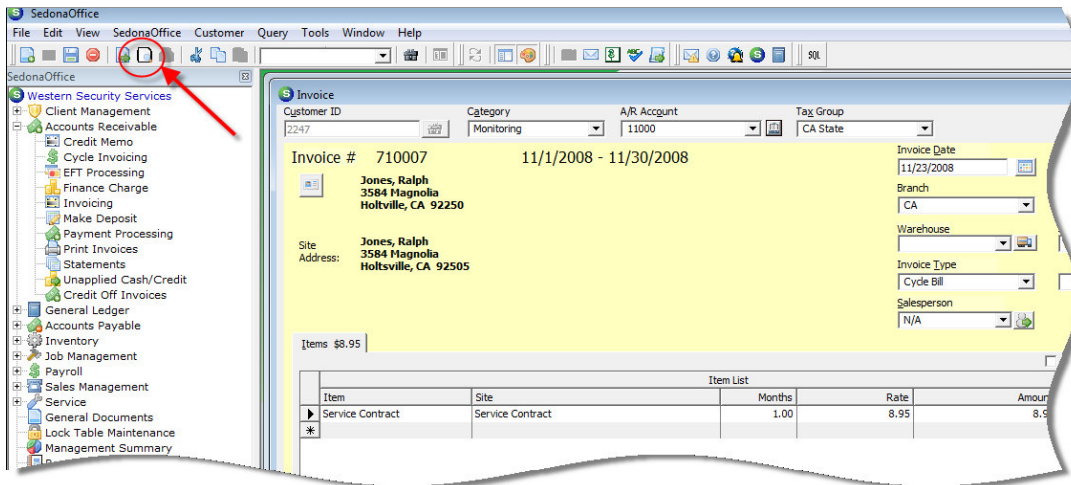 SedonaOffice
File Edit View SedonaOffice Customer Query Tools Window Help
SQL
SedonaOffice
Western Security Services
Client Management
Accounts Receivable
Credit Memo
Cycle Invoicing
EFT Processing
Finance Charge
Invoicing
Make Deposit
Payment Processing
Print Invoices
Statements
Unapplied Cash/Credit
Credit Off Invoices
General Ledger
Accounts Payable
Inventory
Job Management
Payroll
Sales Management
Service
General Documents
Lock Table Maintenance
Management Summary
Invoice
Customer ID Category A/R Account Tax Group
2247 Monitoring 11000 CA State
Invoice # 710007 11/1/2008 - 11/30/2008
Jones, Ralph
3584 Magnolia
Holtville, CA 92250
Site Address:
Jones, Ralph
3584 Magnolia
Holtsville, CA 92505
Invoice Date
11/23/2008
Branch
CA
Warehouse
Invoice Type
Cycle Bill
Salesperson
N/A
Items $8.95
Item List
Item Site Months Rate Amoun
Service Contract Service Contract 1.00 8.95 8.9